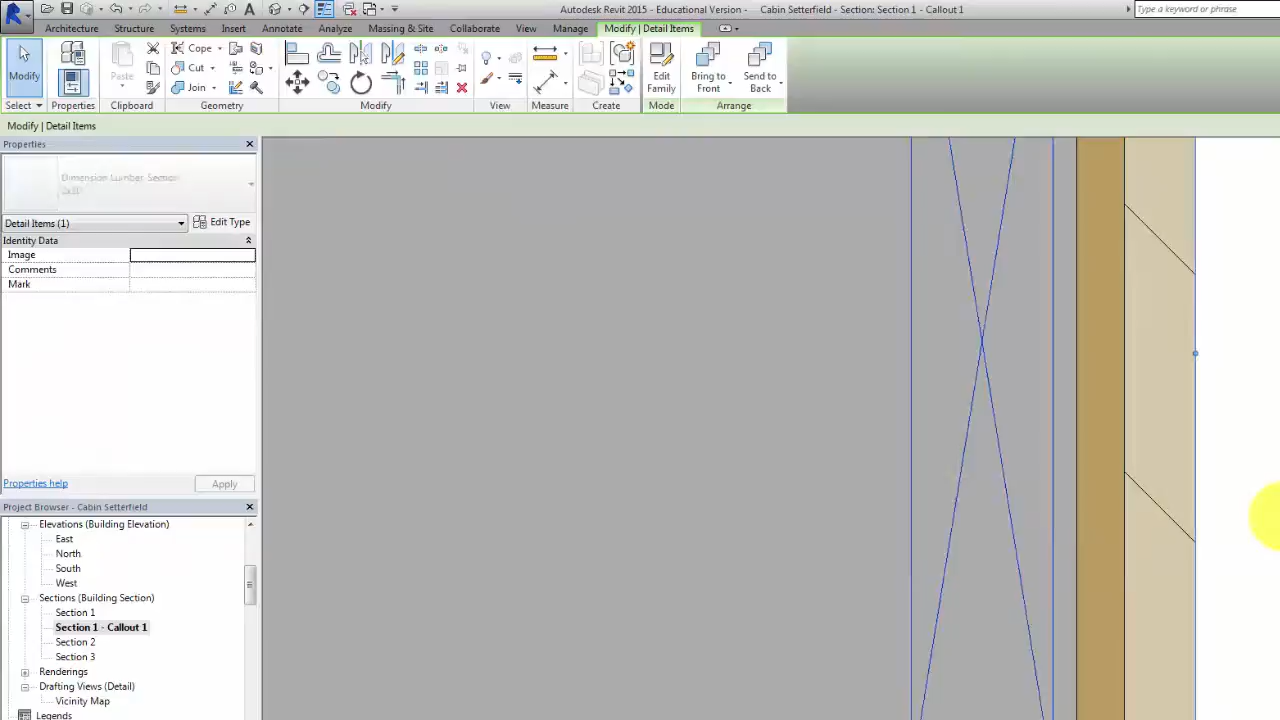 Autodesk Revit 2015 - Educational Version - Cabin Setterfield - Section: Section 1 - Callout 1
Type a keyword or phrase
Architecture Structure Systems Insert Annotate Analyze Massing & Site Collaborate View Manage Modify | Detail Items
Modify
Paste
Cope
Cut
Join
Edit Family
Bring to Front
Send to Back
Select Properties Clipboard Geometry Modify View Measure Create Mode Arrange
Modify | Detail Items
Properties
Dimension Lumber-Section
Detail Items (1)
Edit Type
Identity Data
Image
Comments
Mark
Properties help
Apply
Project Browser - Cabin Setterfield
Elevations (Building Elevation)
East
North
South
West
Sections (Building Section)
Section 1
Section 1 - Callout 1
Section 2
Section 3
Renderings
Drafting Views (Detail)
Vicinity Map
Legends